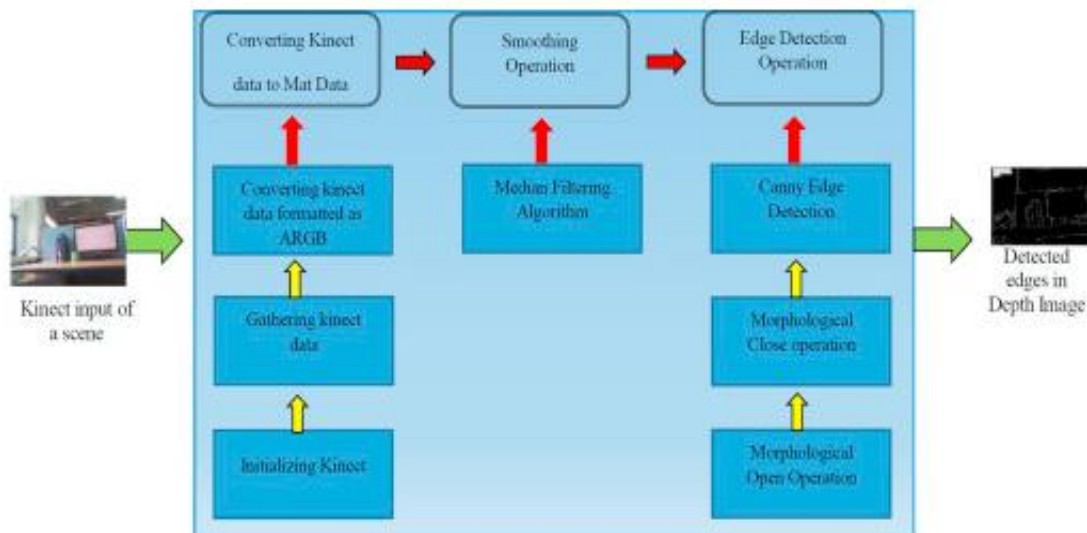 Converting Kinect
data to Mat Data
Smoothing
Operation
Edge Detection
Operation
Converting kinect
data formatted as
ARGB
Median Filtering
Algorithm
Canny Edge
Detection
Kinect input of
a scene
Detected
edges in
Depth Image
Gathering kinect
data
Morphological
Close operation
Initializing Kinect
Morphological
Open Operation